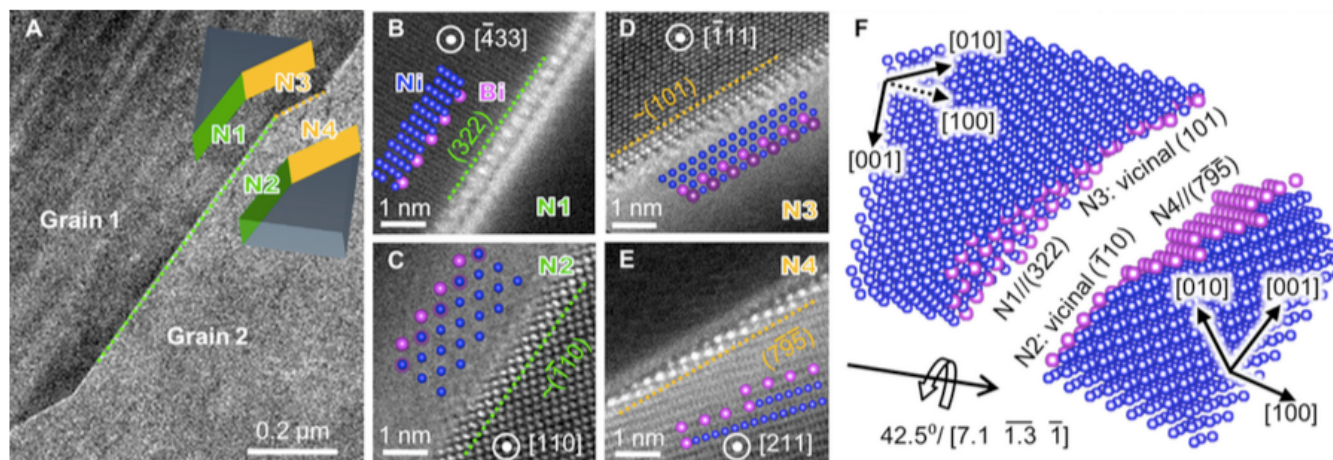 A
N3
N1
N4
N2
Grain 1
Grain 2
0.2 µm
B
[4̅33]
Ni
Bi
(322)
1 nm
N1
C
N2
~(1̅10)
1 nm
[110]
D
[1̅11]
~(101)
1 nm
N3
E
N4
(79̅5̅)
1 nm
[211]
F
[010]
[100]
[001]
N3: vicinal (101)
N1//(322)
N4//(79̅5̅)
N2: vicinal (1̅10)
[010]
[001]
[100]
42.5⁰/ [7.1 1̅.̅3̅ 1̅]